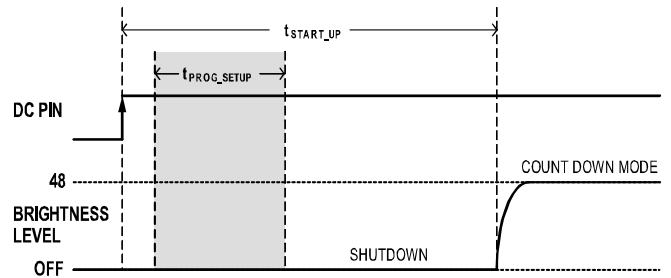 tSTART_UP
tPROG_SETUP
DC PIN
48
COUNT DOWN MODE
BRIGHTNESS
LEVEL
SHUTDOWN
OFF